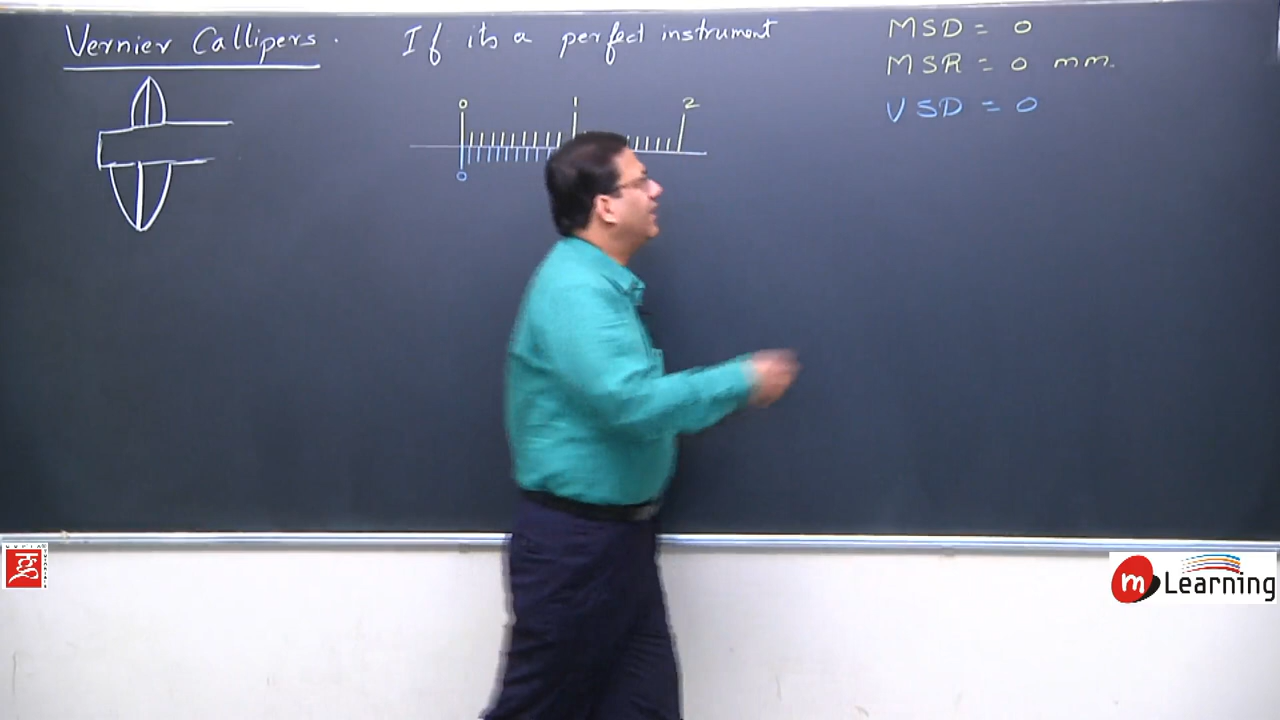 Vernier Callipers.
If its a perfect instrument
0 1 2
0
MSD = 0
MSR = 0 mm.
VSD = 0
m Learning